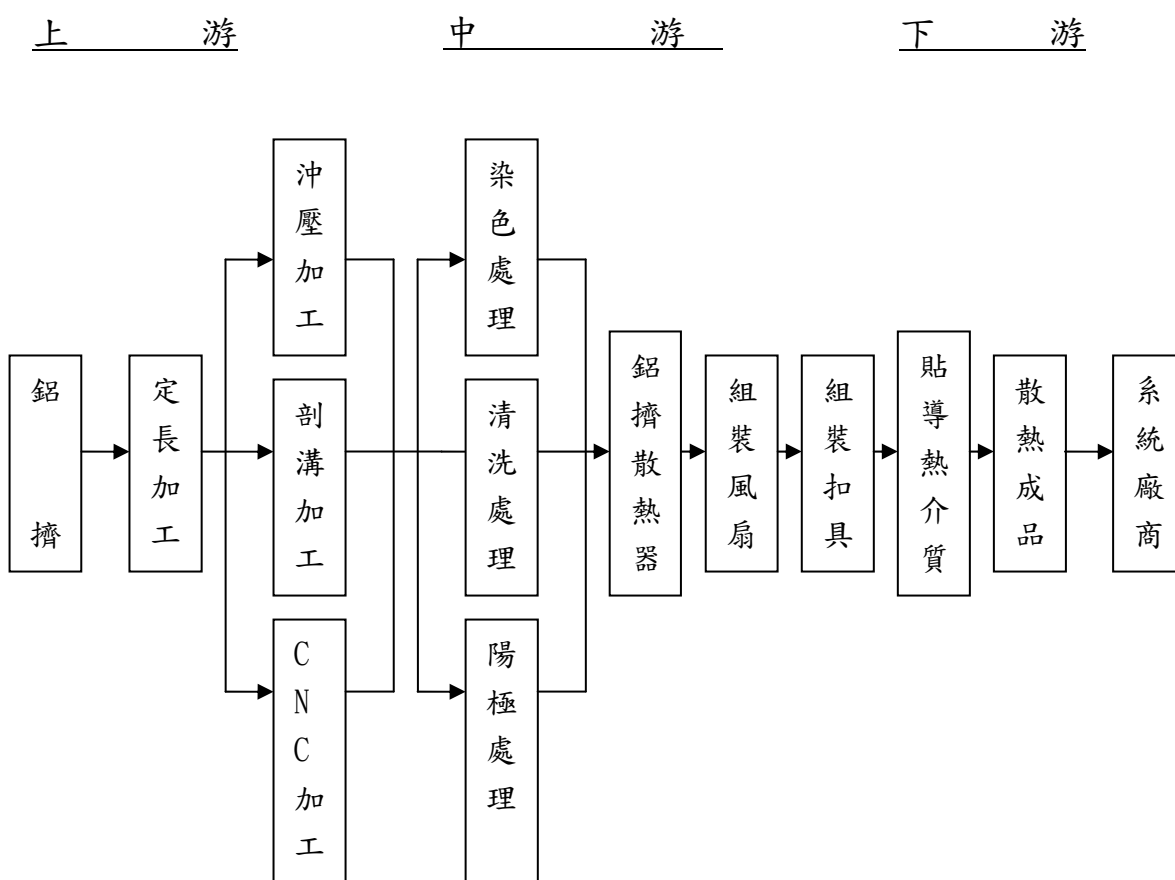 上游
中游
下游
鋁擠
定長加工
沖壓加工
剖溝加工
CNC加工
染色處理
清洗處理
陽極處理
鋁擠散熱器
組裝風扇
組裝扣具
貼導熱介質
散熱成品
系統廠商